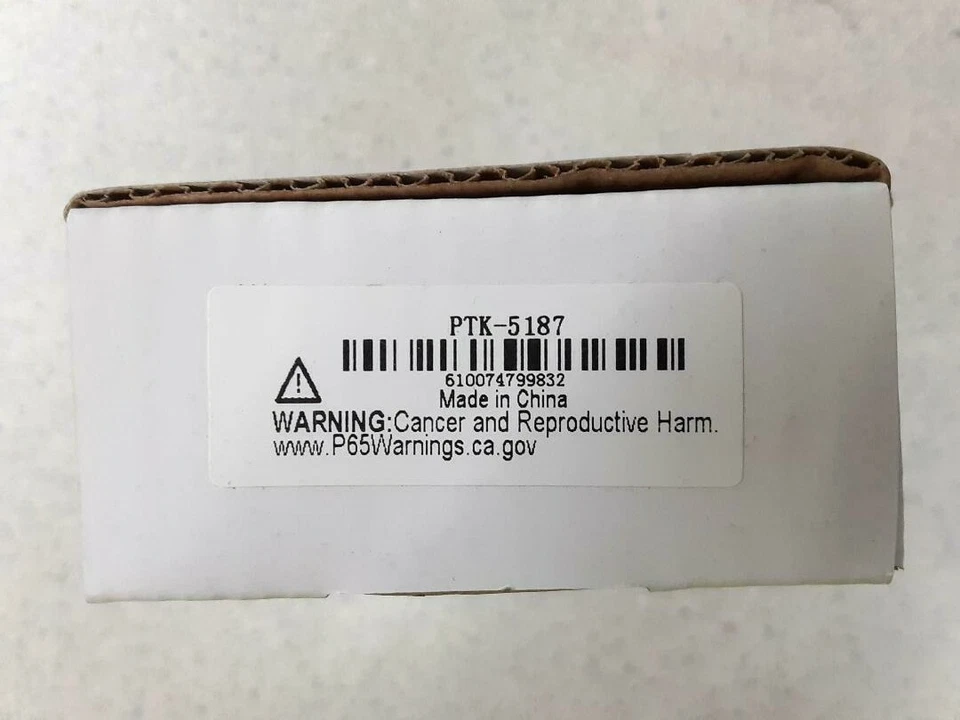 PTK-5187
610074799832
Made in China
WARNING:Cancer and Reproductive Harm.
www.P65Warnings.ca.gov